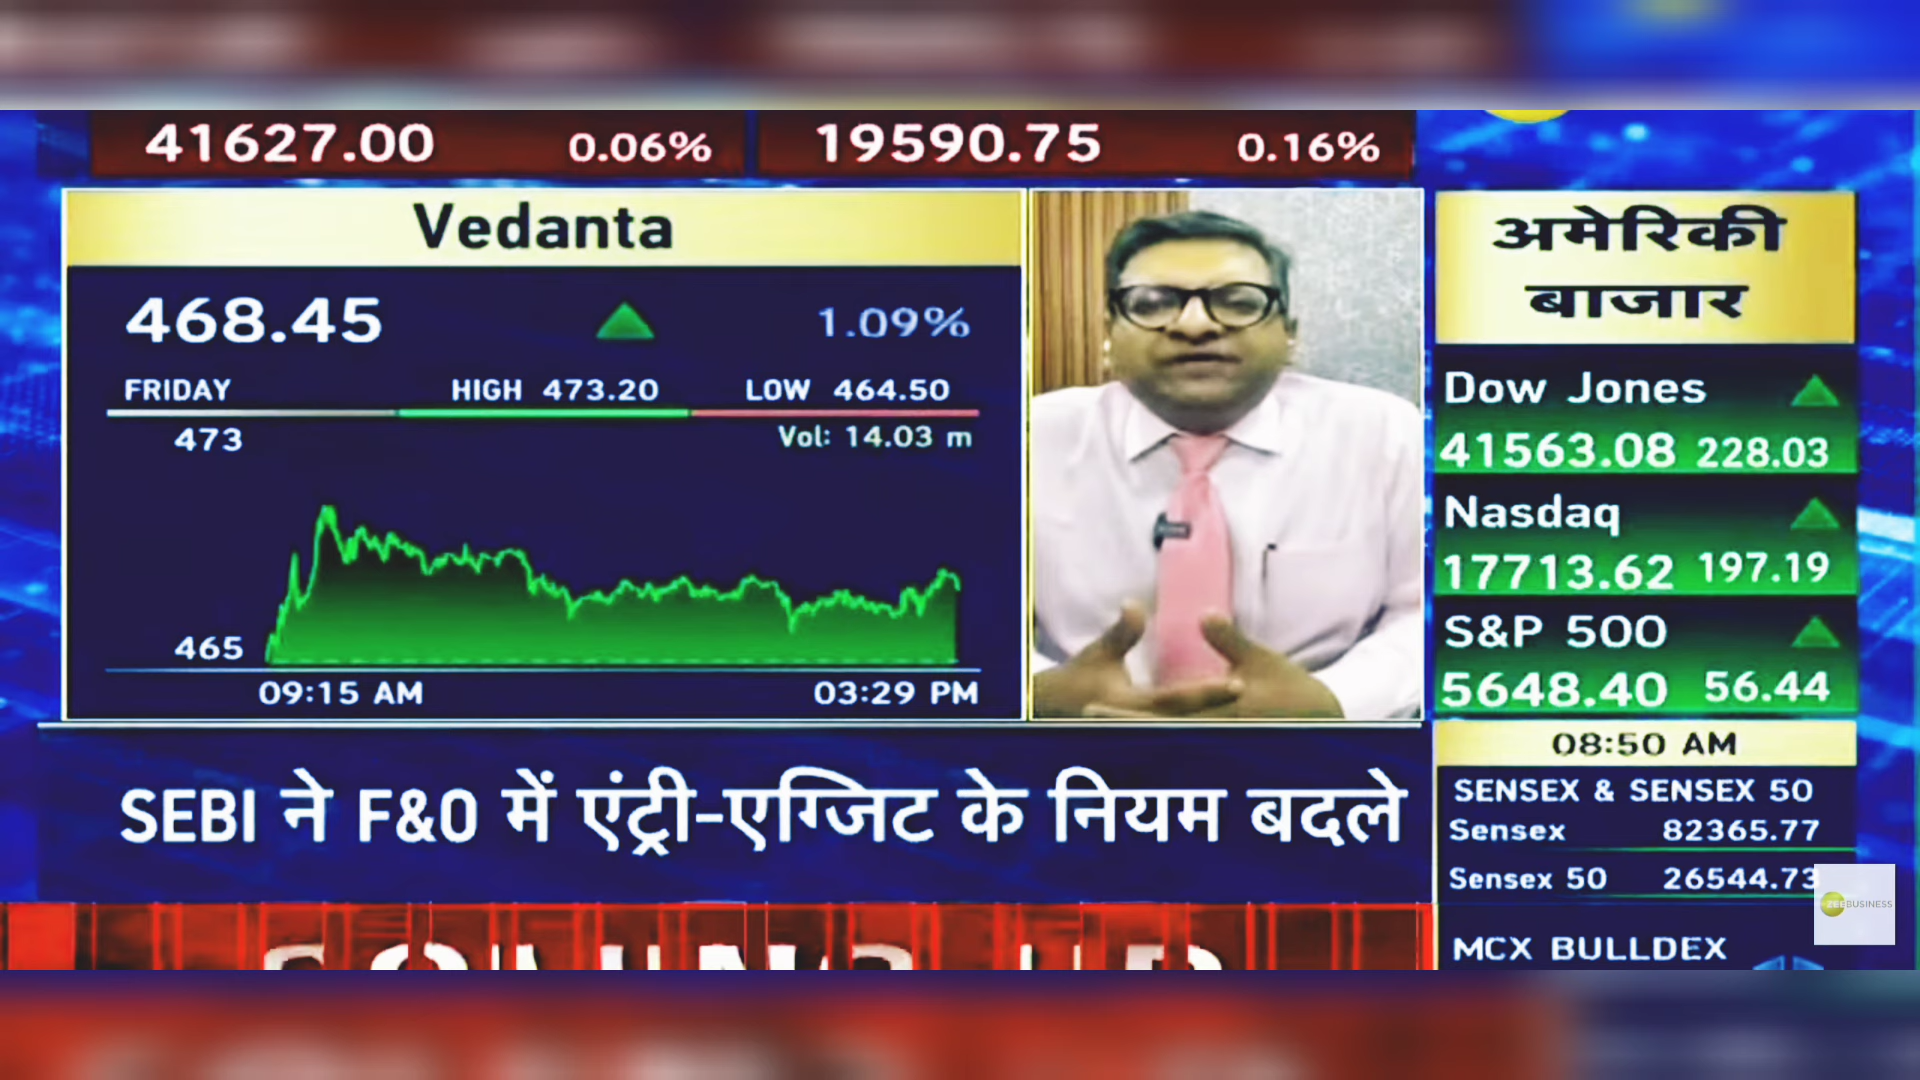 41627.00 0.06% 19590.75 0.16%
Vedanta
468.45 1.09%
FRIDAY HIGH 473.20 LOW 464.50
473 Vol: 14.03 m
465
09:15 AM 03:29 PM
अमेरिकी
बाजार
Dow Jones
41563.08 228.03
Nasdaq
17713.62 197.19
S&P 500
5648.40 56.44
08:50 AM
SENSEX & SENSEX 50
Sensex 82365.77
Sensex 50 26544.73
MCX BULLDEX
ZEEBUSINESS
SEBI ने F&O में एंट्री-एग्जिट के नियम बदले